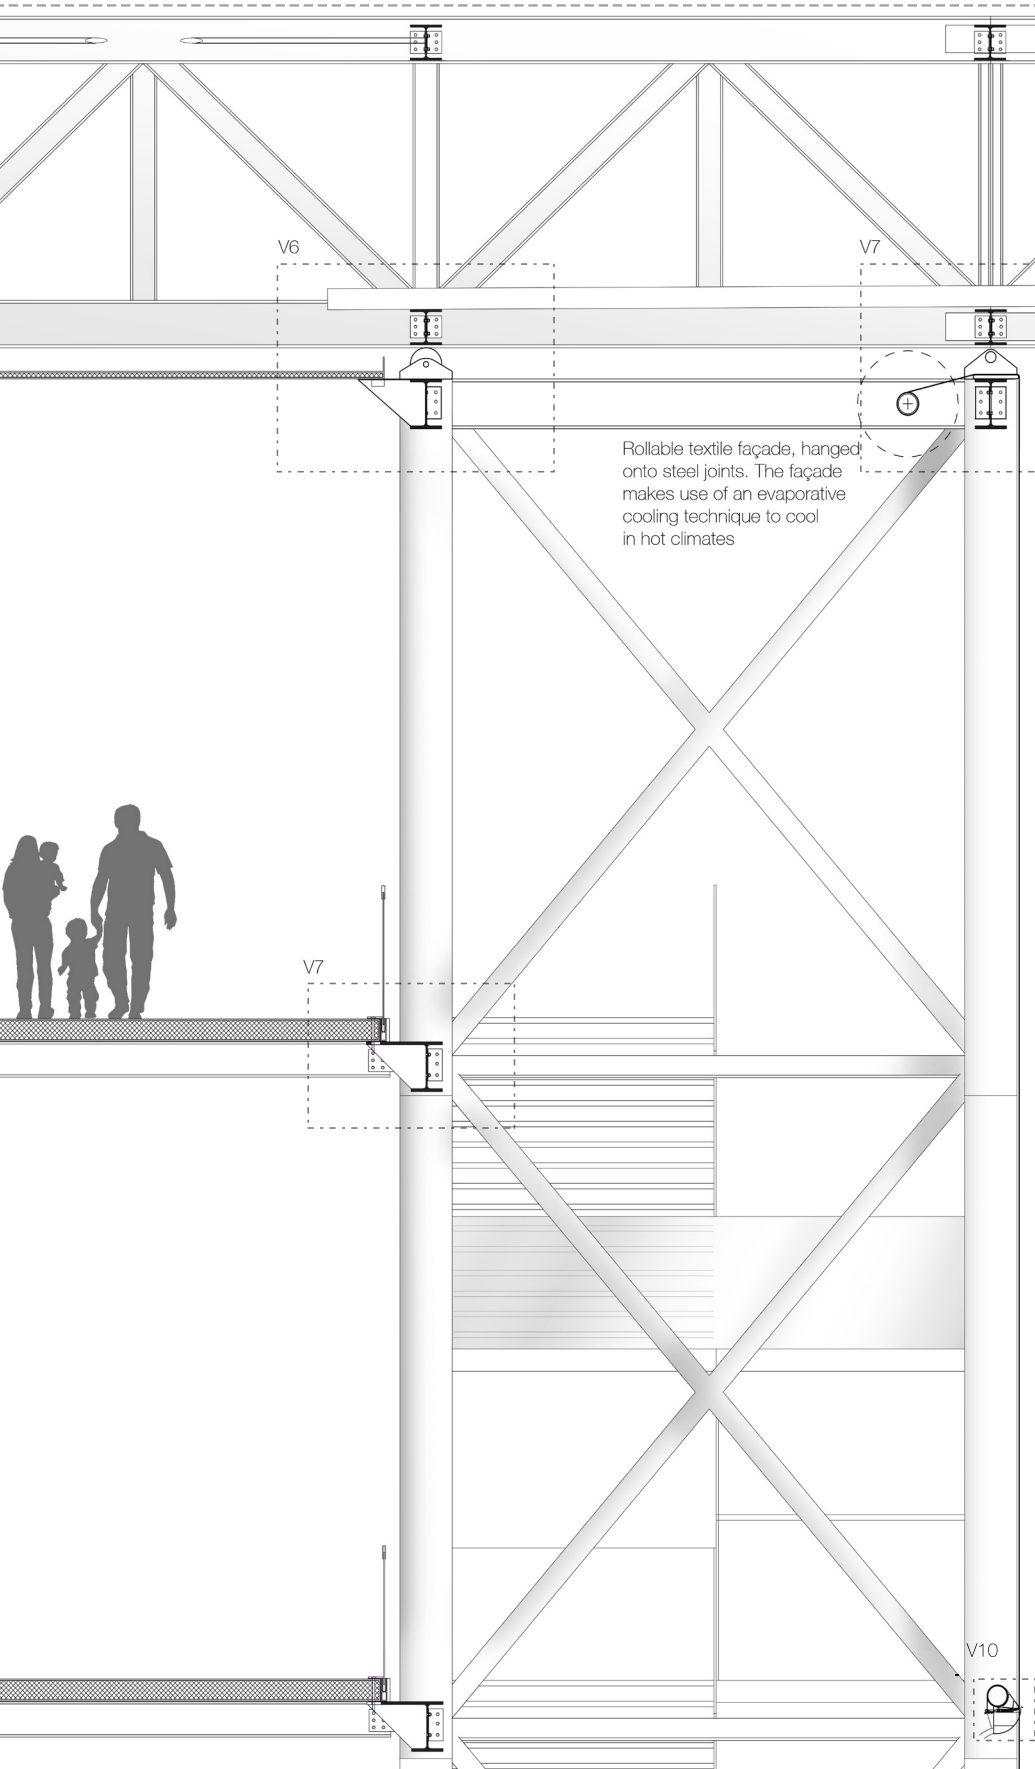 V6
V7
Rollable textile façade, hanged
onto steel joints. The façade
makes use of an evaporative
cooling technique to cool
in hot climates
V7
V10